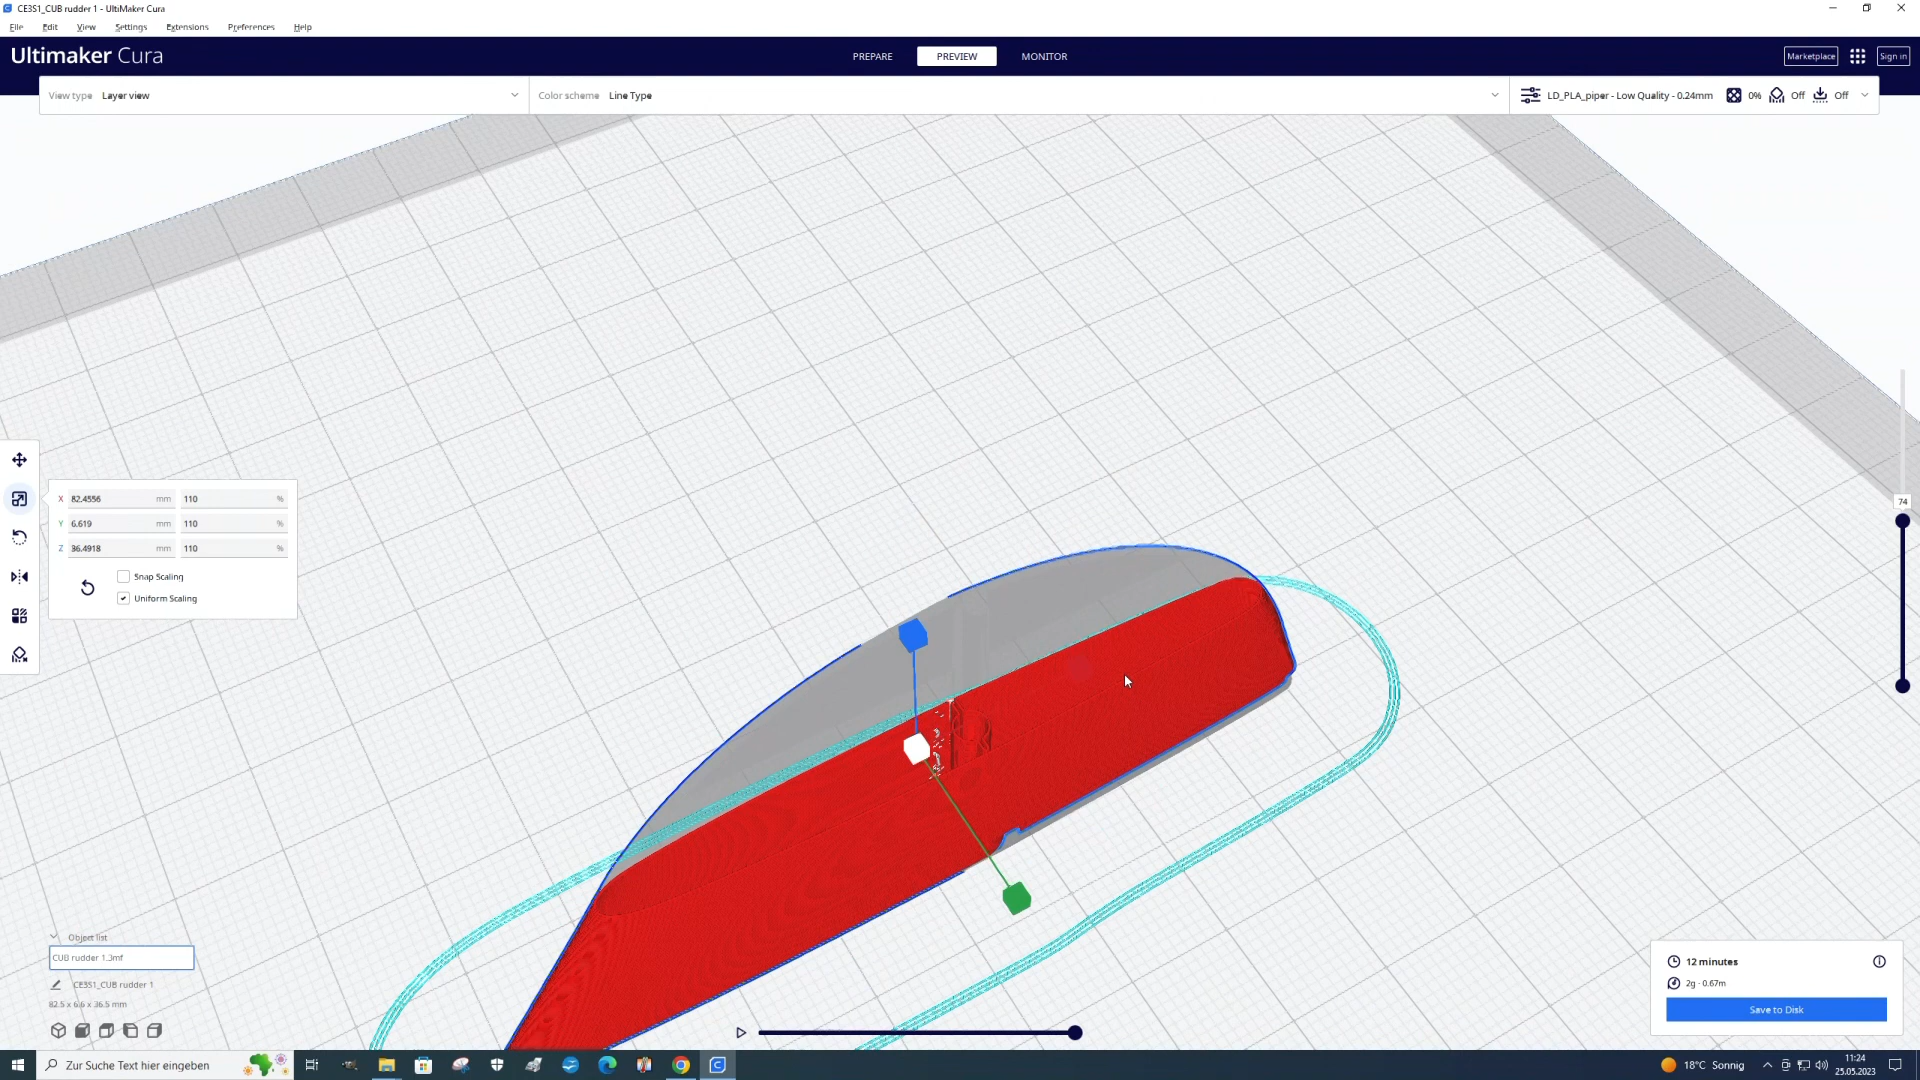 CE3S1_CUB rudder 1 - UltiMaker Cura
File Edit View Settings Extensions Preferences Help
Ultimaker Cura
PREPARE PREVIEW MONITOR
Marketplace Sign in
View type Layer view
Color scheme Line Type
LD_PLA_piper - Low Quality - 0.24mm 0% Off Off
74
X 82.4556 mm 110 %
Y 6.619 mm 110 %
Z 36.4918 mm 110 %
Snap Scaling
Uniform Scaling
Object list
CUB rudder 1.3mf
CE3S1_CUB rudder 1
82.5 x 6.6 x 36.5 mm
12 minutes
2g · 0.67m
Save to Disk
Zur Suche Text hier eingeben
18°C Sonnig
11:24
25.05.2023